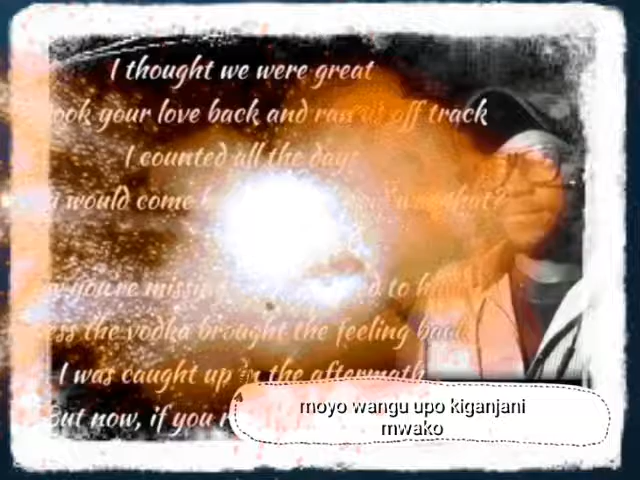 I thought we were great
your love back and ran us off track
I counted all the days
would come
you're missing to
the vodka brought the feeling back
I was caught up in the aftermath
But now, if you
moyo wangu upo kiganjani
mwako